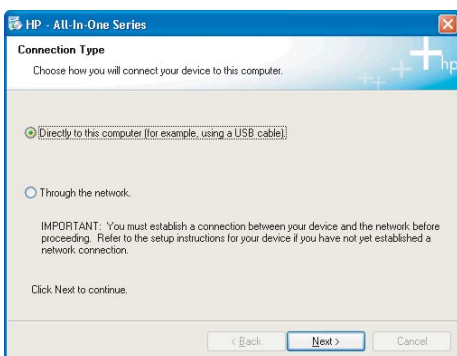 HP - All-In-One Series
Connection Type
Choose how you will connect your device to this computer.
hp
Directly to this computer (for example, using a USB cable).
Through the network.
IMPORTANT: You must establish a connection between your device and the network before
proceeding. Refer to the setup instructions for your device if you have not yet established a
network connection.
Click Next to continue.
< Back
Next >
Cancel